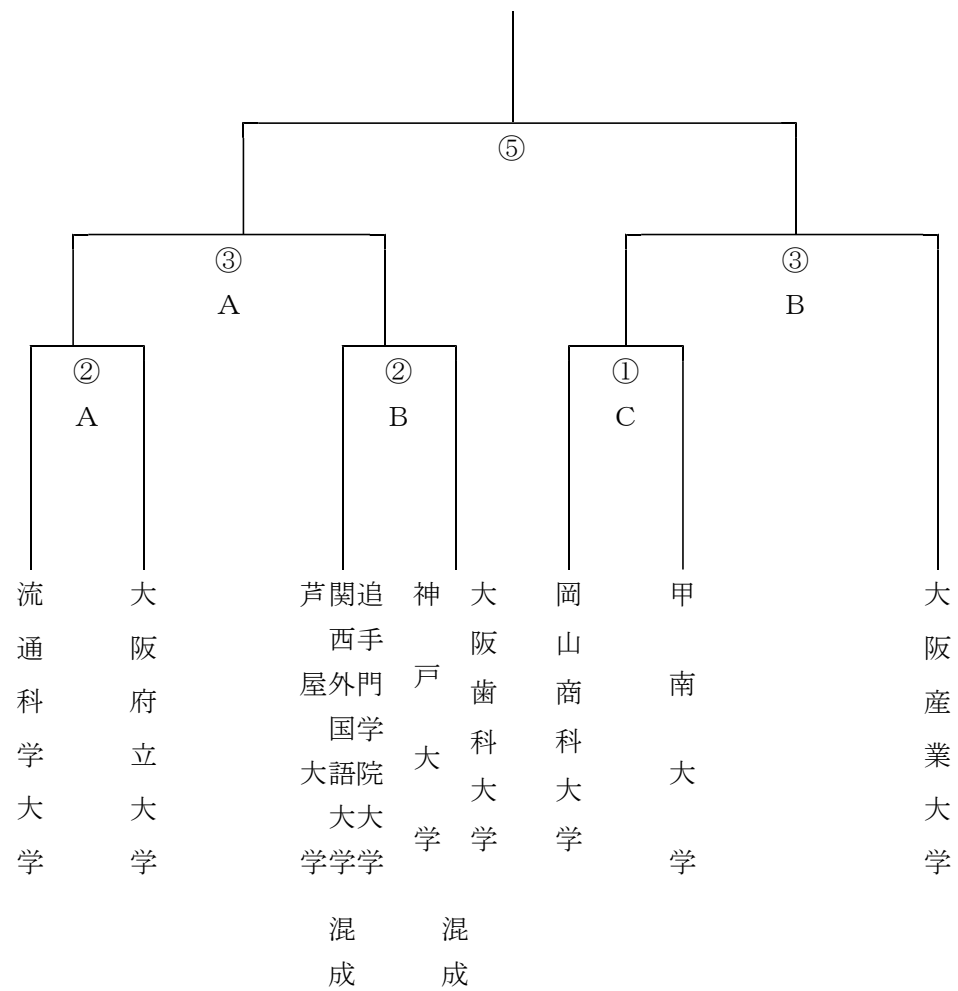 ⑤
③
A
③
B
②
A
②
B
①
C
流通科学大学
大阪府立大学
芦屋大学
関西外国語大学
追手門学院大学
混成
神戸大学
大阪歯科大学
混成
岡山商科大学
甲南大学
大阪産業大学